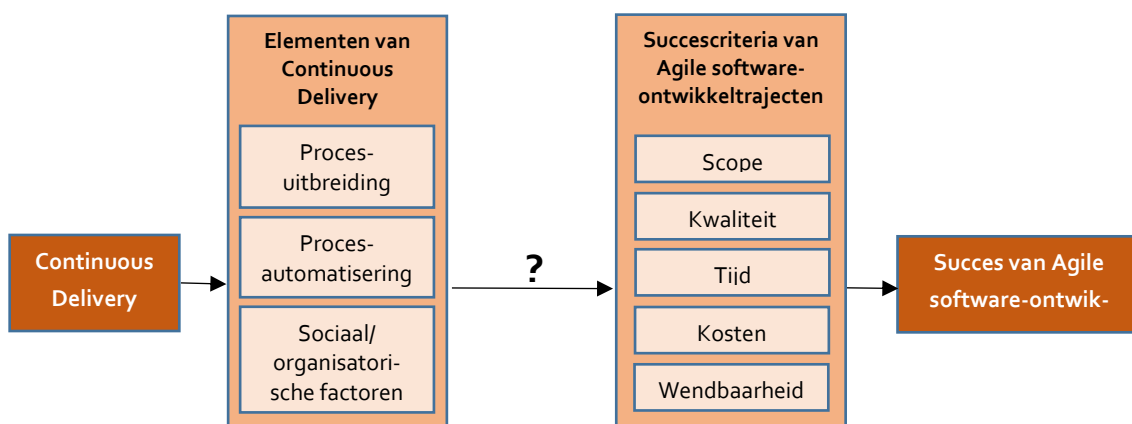 Continuous
Delivery
Elementen van
Continuous
Delivery
Proces-
uitbreiding
Proces-
automatisering
Sociaal/
organisatori-
sche factoren
?
Succescriteria van
Agile software-
ontwikkeltrajecten
Scope
Kwaliteit
Tijd
Kosten
Wendbaarheid
Succes van Agile
software-ontwik-